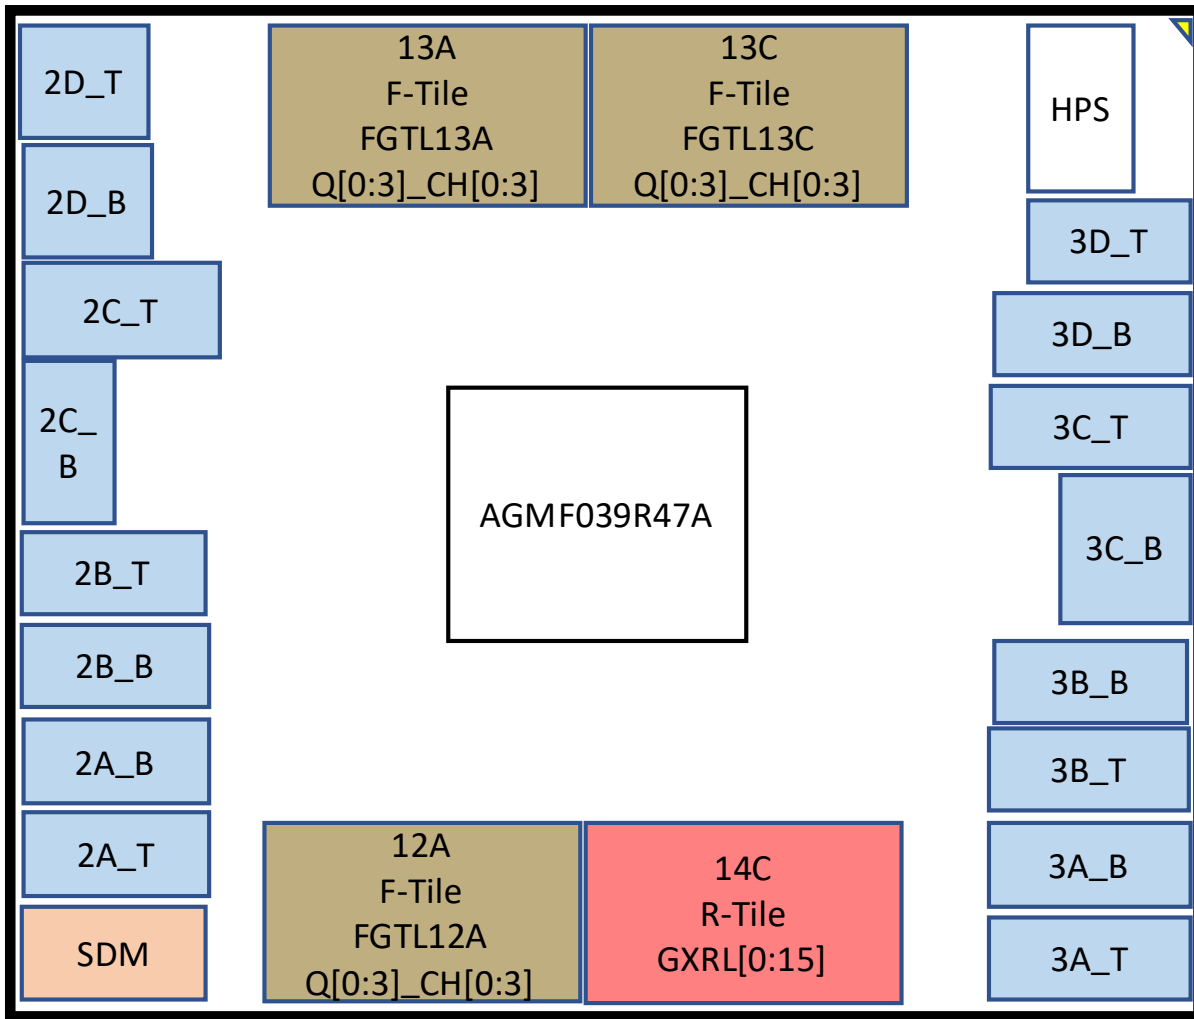 2D_T
2D_B
2C_T
2C_
B
2B_T
2B_B
2A_B
2A_T
SDM
13A
F-Tile
FGTL13A
Q[0:3]_CH[0:3]
13C
F-Tile
FGTL13C
Q[0:3]_CH[0:3]
AGMF039R47A
12A
F-Tile
FGTL12A
Q[0:3]_CH[0:3]
14C
R-Tile
GXRL[0:15]
HPS
3D_T
3D_B
3C_T
3C_B
3B_B
3B_T
3A_B
3A_T